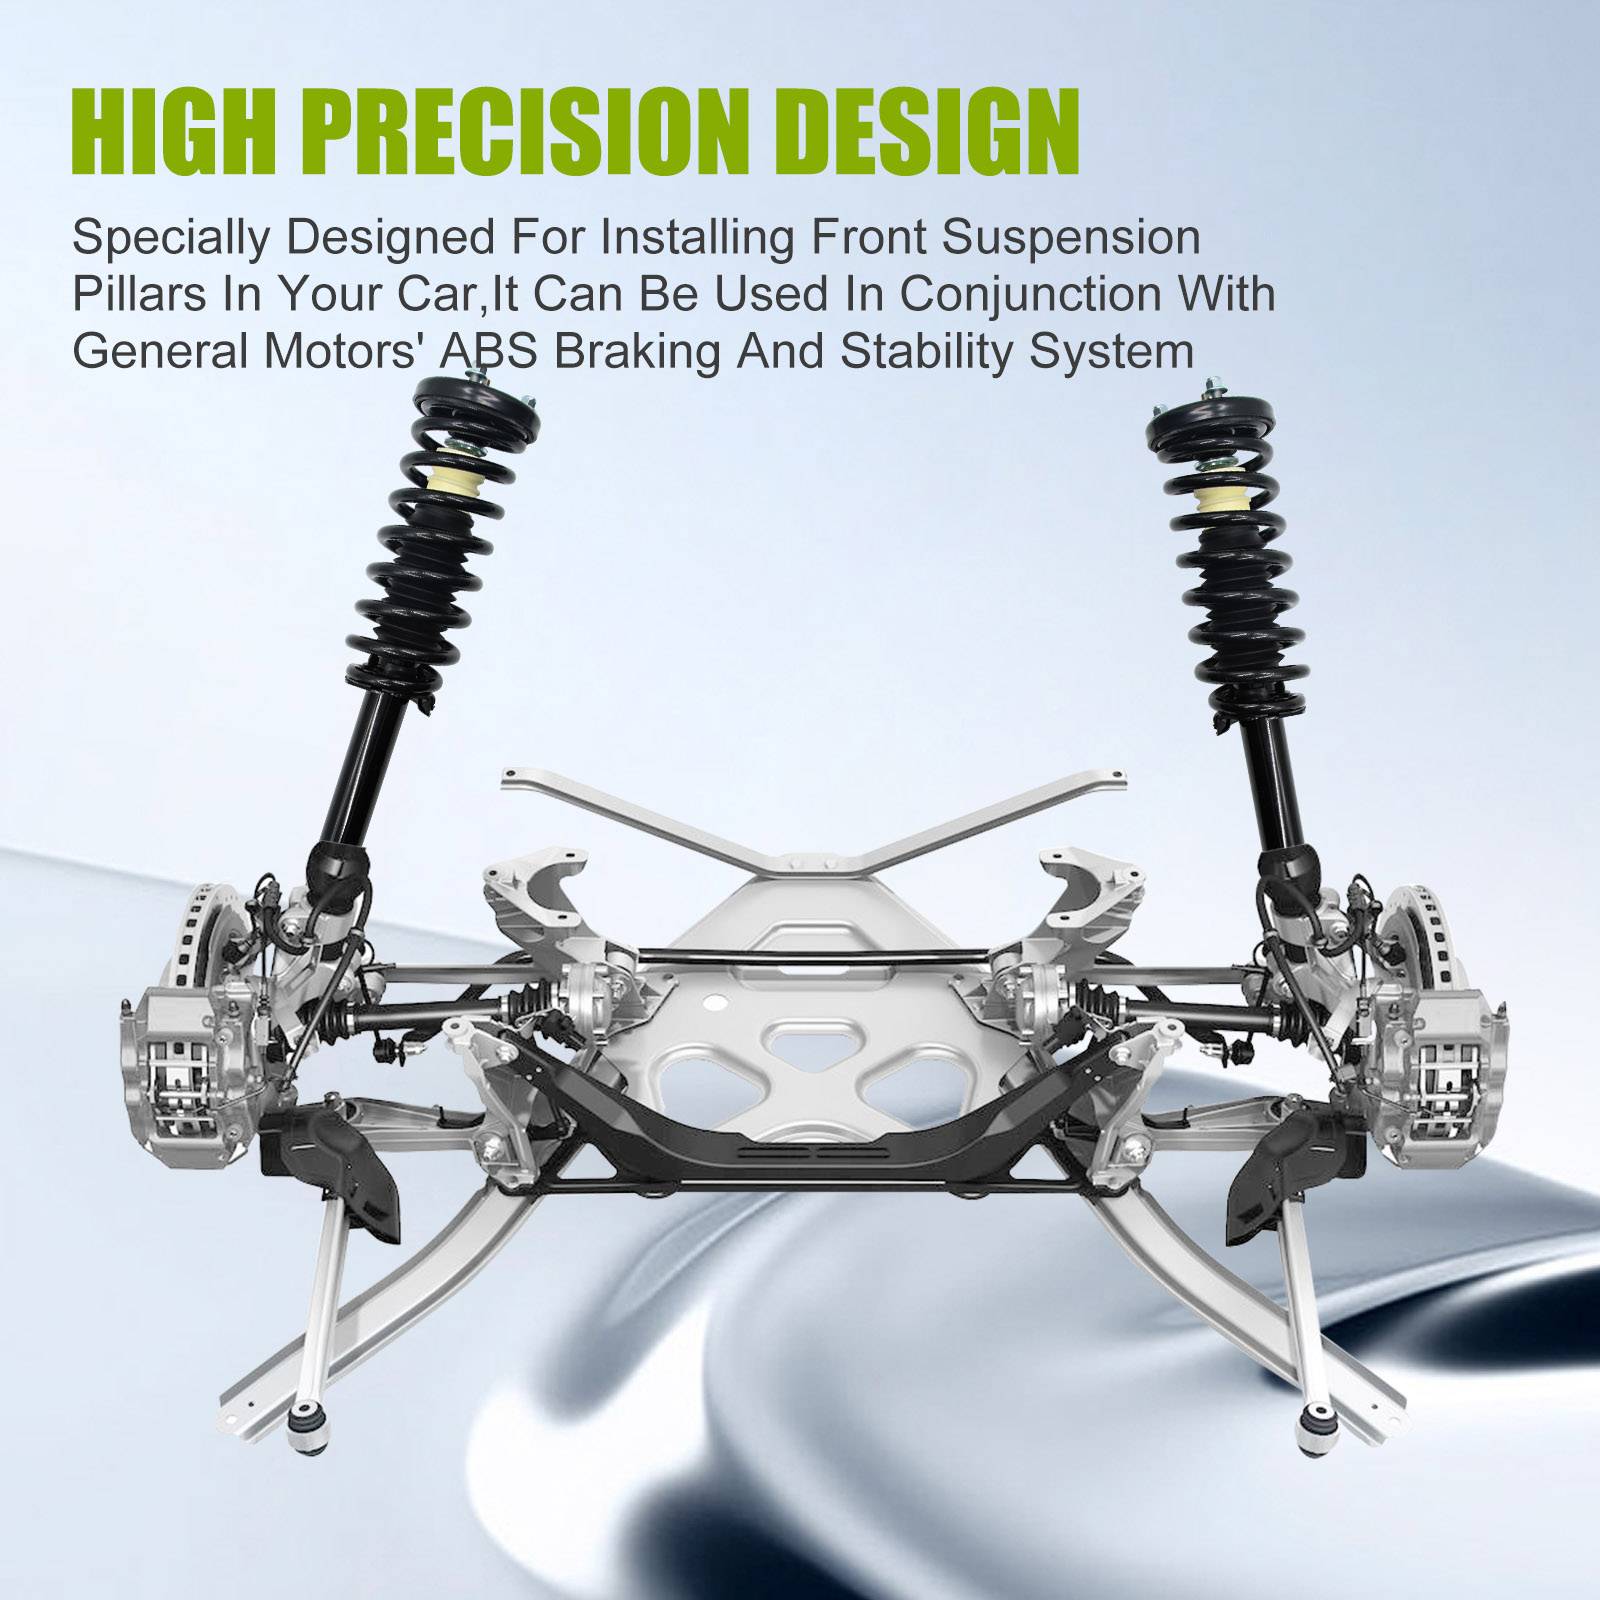 HIGH PRECISION DESIGN
Specially Designed For Installing Front Suspension
Pillars In Your Car,It Can Be Used In Conjunction With
General Motors' ABS Braking And Stability System